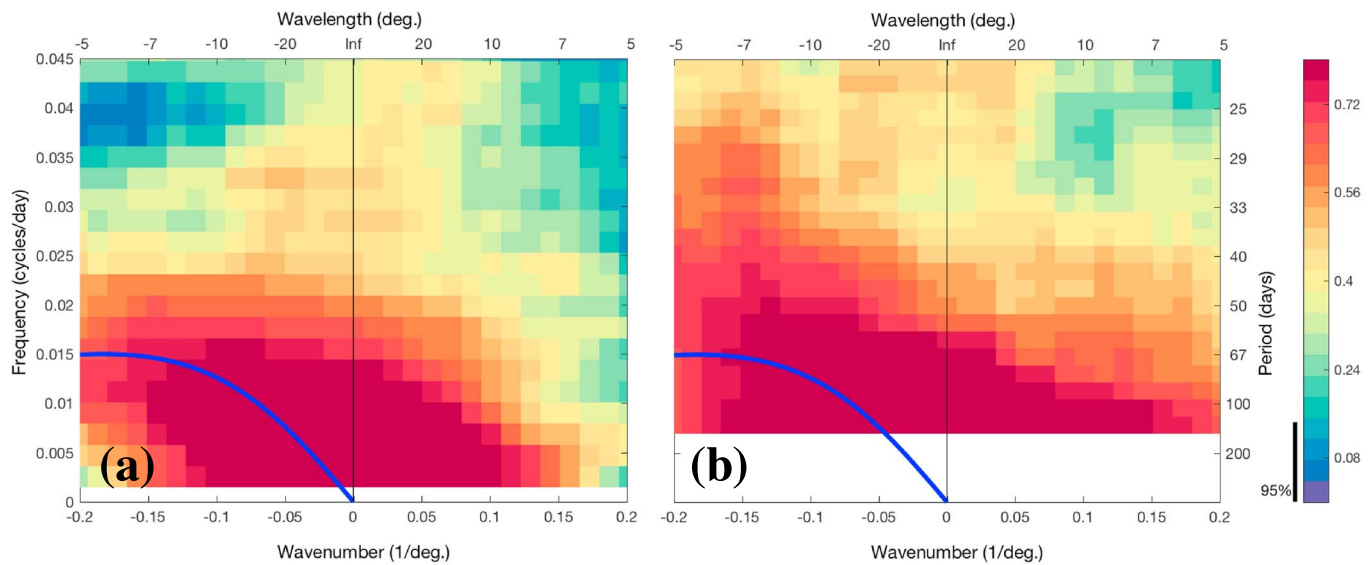 Wavelength (deg.)
-5 -7 -10 -20 Inf 20 10 7 5
0.045
0.04
0.035
0.03
0.025
0.02
0.015
0.01
0.005
0
Frequency (cycles/day)
(a)
-0.2 -0.15 -0.1 -0.05 0 0.05 0.1 0.15 0.2
Wavenumber (1/deg.)
Wavelength (deg.)
-5 -7 -10 -20 Inf 20 10 7 5
25
29
33
40
50
67
100
200
Period (days)
(b)
-0.2 -0.15 -0.1 -0.05 0 0.05 0.1 0.15 0.2
Wavenumber (1/deg.)
0.72
0.56
0.4
0.24
0.08
95%